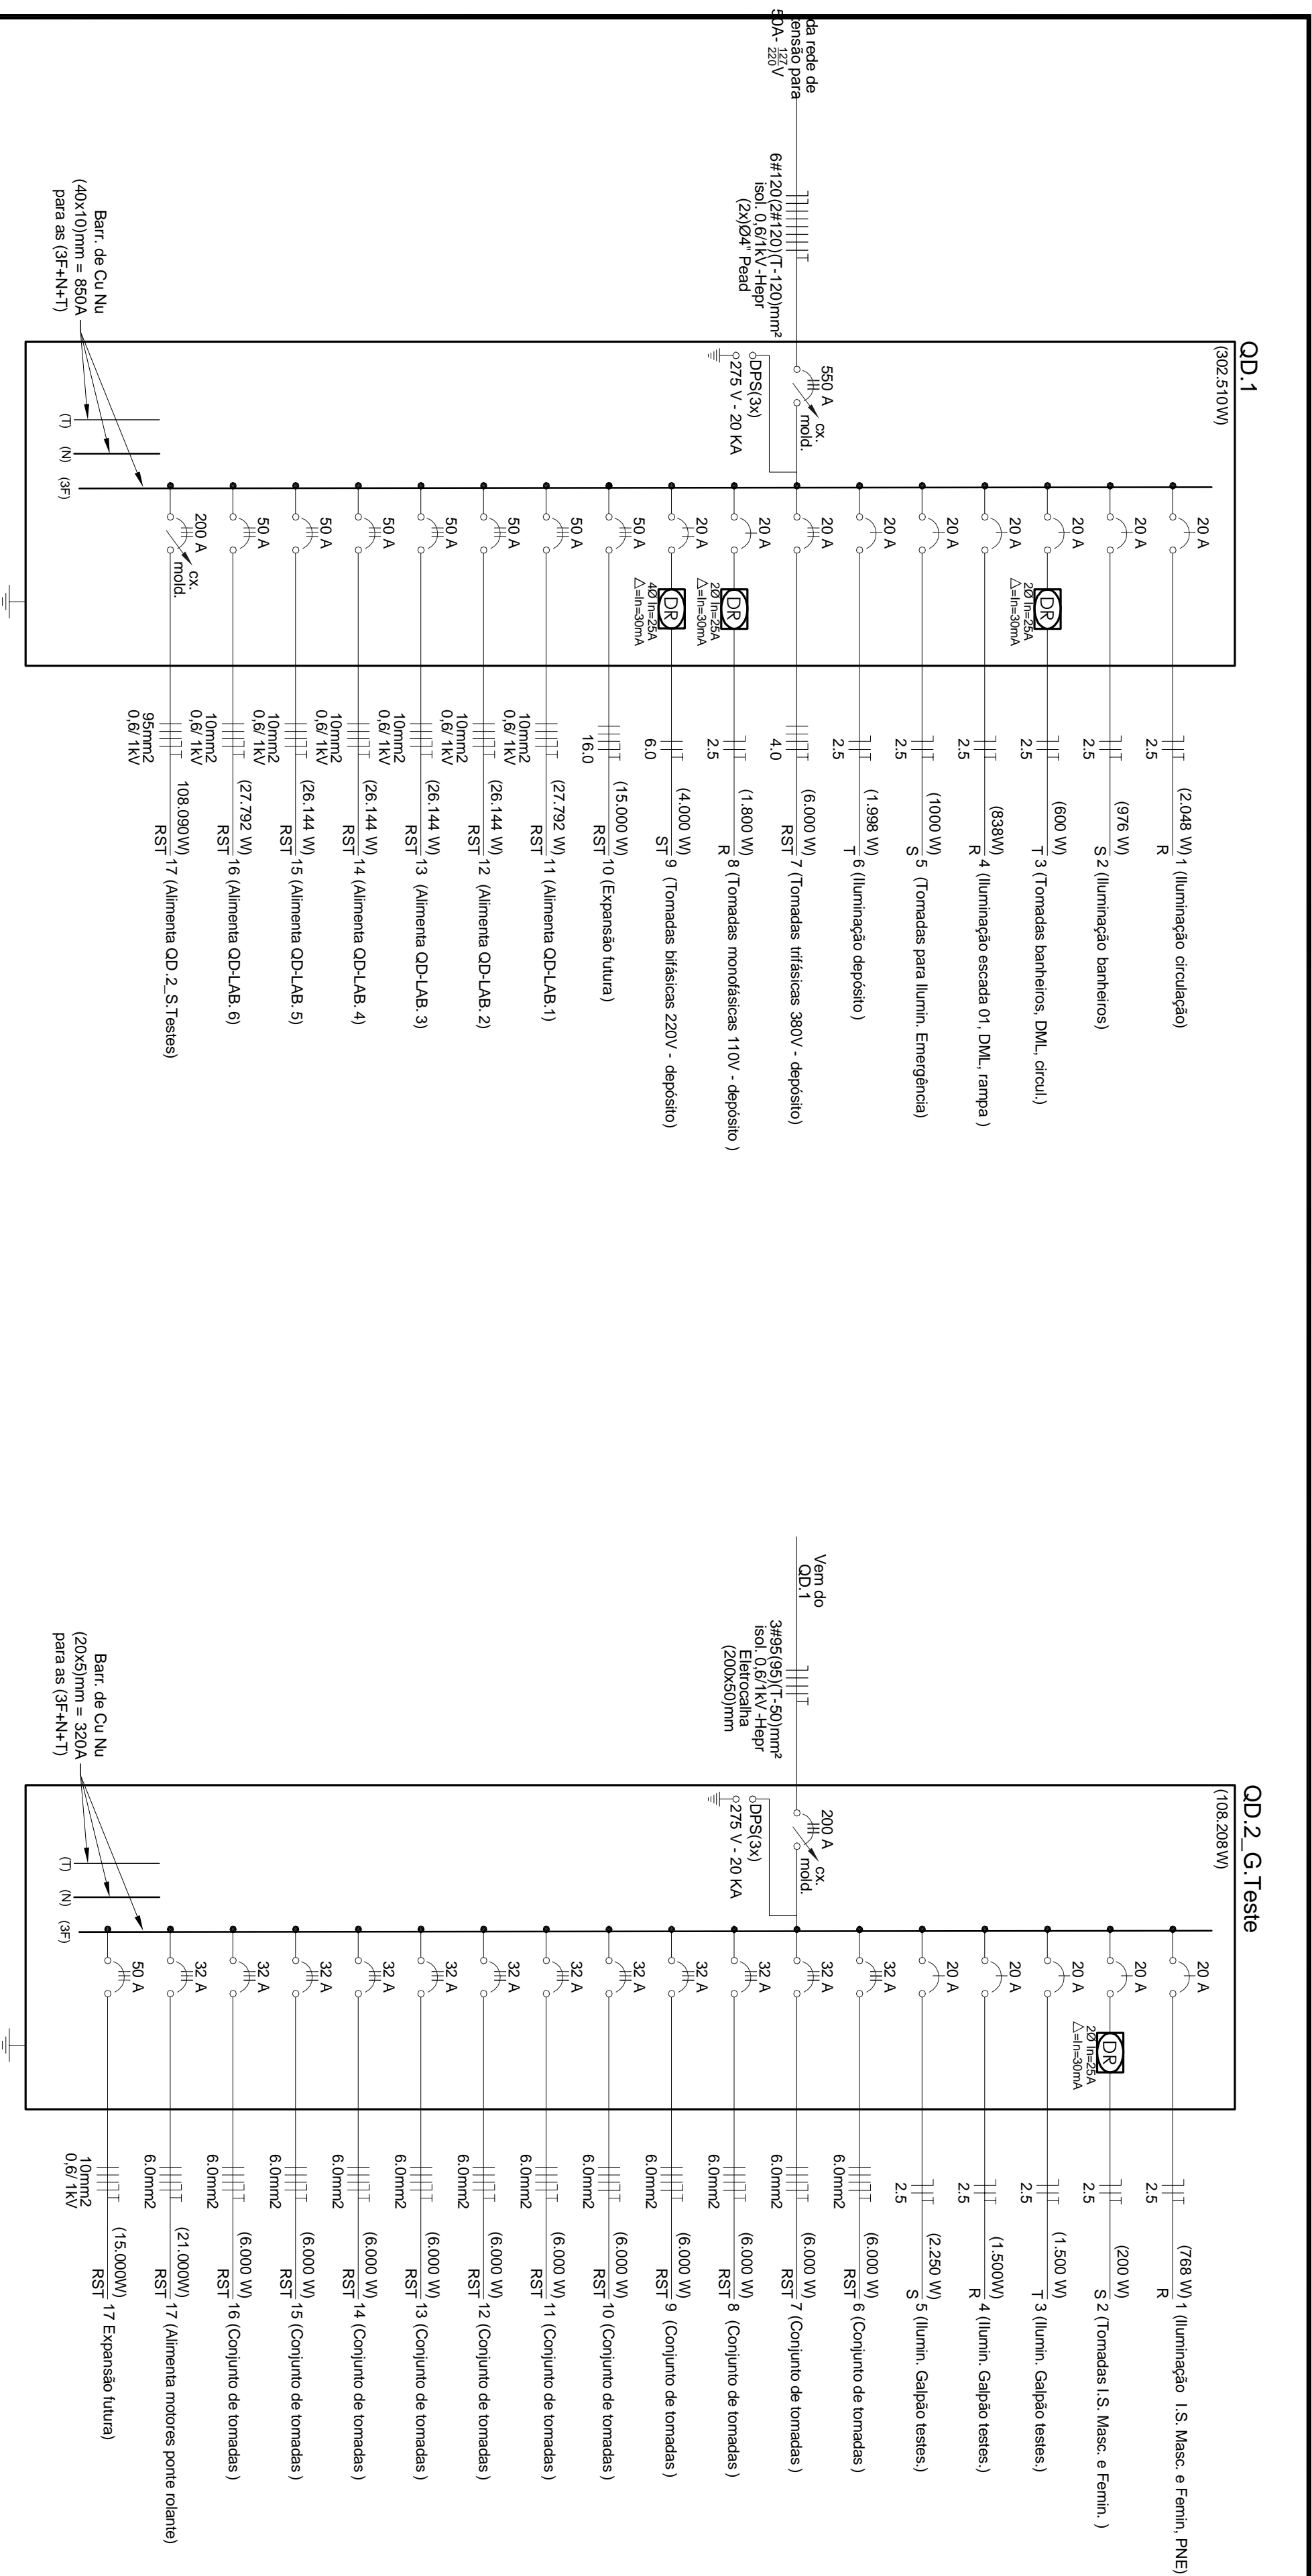 da rede de
tensão para
50A- 127/220 V
6#120(2#120)(T-120)mm²
isol. 0,6/1kV -Hepr
(2x)Ø4" Pead
QD.1
(302.510W)
550 A
cx.
mold.
DPS(3x)
275 V - 20 KA
Barr. de Cu Nu
(40x10)mm = 850A
para as (3F+N+T)
(T)
(N)
(3F)
20 A
2.5
(2.048 W)
R
1 (Iluminação circulação)
20 A
2.5
(976 W)
S
2 (Iluminação banheiros)
20 A
DR
2Ø In=25A
△=In=30mA
2.5
(600 W)
T
3 (Tomadas banheiros, DML, circul.)
20 A
2.5
(838W)
R
4 (Iluminação escada 01, DML, rampa )
20 A
2.5
(1000 W)
S
5 (Tomadas para Ilumin. Emergência)
20 A
2.5
(1.998 W)
T
6 (Iluminação depósito )
20 A
4.0
(6.000 W)
RST
7 (Tomadas trifásicas 380V - depósito)
20 A
DR
2Ø In=25A
△=In=30mA
2.5
(1.800 W)
R
8 (Tomadas monofásicas 110V - depósito )
20 A
DR
4Ø In=25A
△=In=30mA
6.0
(4.000 W)
ST
9 (Tomadas bifásicas 220V - depósito)
50 A
16.0
(15.000 W)
RST
10 (Expansão futura )
50 A
10mm2
0,6/ 1kV
(27.792 W)
RST
11 (Alimenta QD-LAB.1)
50 A
10mm2
0,6/ 1kV
(26.144 W)
RST
12 (Alimenta QD-LAB. 2)
50 A
10mm2
0,6/ 1kV
(26.144 W)
RST
13 (Alimenta QD-LAB. 3)
50 A
10mm2
0,6/ 1kV
(26.144 W)
RST
14 (Alimenta QD-LAB. 4)
50 A
10mm2
0,6/ 1kV
(26.144 W)
RST
15 (Alimenta QD-LAB. 5)
50 A
10mm2
0,6/ 1kV
(27.792 W)
RST
16 (Alimenta QD-LAB. 6)
200 A
cx.
mold.
95mm2
0,6/ 1kV
108.090W)
RST
17 (Alimenta QD.2_S.Testes)
Vem do
QD.1
3#95(95)(T-50)mm²
isol. 0,6/1kV -Hepr
Eletrocalha
(200x50)mm
QD.2_G.Teste
(108.208W)
200 A
cx.
mold.
DPS(3x)
275 V - 20 KA
Barr. de Cu Nu
(20x5)mm = 320A
para as (3F+N+T)
(T)
(N)
(3F)
20 A
2.5
(768 W)
R
1 (Iluminação I.S. Masc. e Femin, PNE)
20 A
DR
2Ø In=25A
△=In=30mA
2.5
(200 W)
S
2 (Tomadas I.S. Masc. e Femin. )
20 A
2.5
(1.500 W)
T
3 (Ilumin. Galpão testes.)
20 A
2.5
(1.500W)
R
4 (Ilumin. Galpão testes.)
20 A
2.5
(2.250 W)
S
5 (Ilumin. Galpão testes.)
32 A
6.0mm2
(6.000 W)
RST
6 (Conjunto de tomadas )
32 A
6.0mm2
(6.000 W)
RST
7 (Conjunto de tomadas )
32 A
6.0mm2
(6.000 W)
RST
8 (Conjunto de tomadas )
32 A
6.0mm2
(6.000 W)
RST
9 (Conjunto de tomadas )
32 A
6.0mm2
(6.000 W)
RST
10 (Conjunto de tomadas )
32 A
6.0mm2
(6.000 W)
RST
11 (Conjunto de tomadas )
32 A
6.0mm2
(6.000 W)
RST
12 (Conjunto de tomadas )
32 A
6.0mm2
(6.000 W)
RST
13 (Conjunto de tomadas )
32 A
6.0mm2
(6.000 W)
RST
14 (Conjunto de tomadas )
32 A
6.0mm2
(6.000 W)
RST
15 (Conjunto de tomadas )
32 A
6.0mm2
(6.000 W)
RST
16 (Conjunto de tomadas )
32 A
6.0mm2
(21.000W)
RST
17 (Alimenta motores ponte rolante)
50 A
10mm2
0,6/ 1kV
(15.000W)
RST
17 Expansão futura)